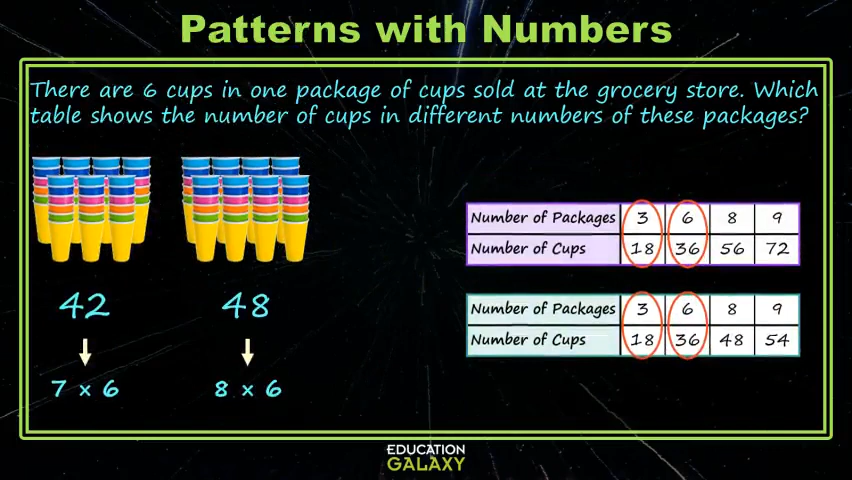 Patterns with Numbers
There are 6 cups in one package of cups sold at the grocery store. Which
table shows the number of cups in different numbers of these packages?
42 48
7 x 6 8 x 6
Number of Packages 3 6 8 9
Number of Cups 18 36 56 72
Number of Packages 3 6 8 9
Number of Cups 18 36 48 54
EDUCATION
GALAXY